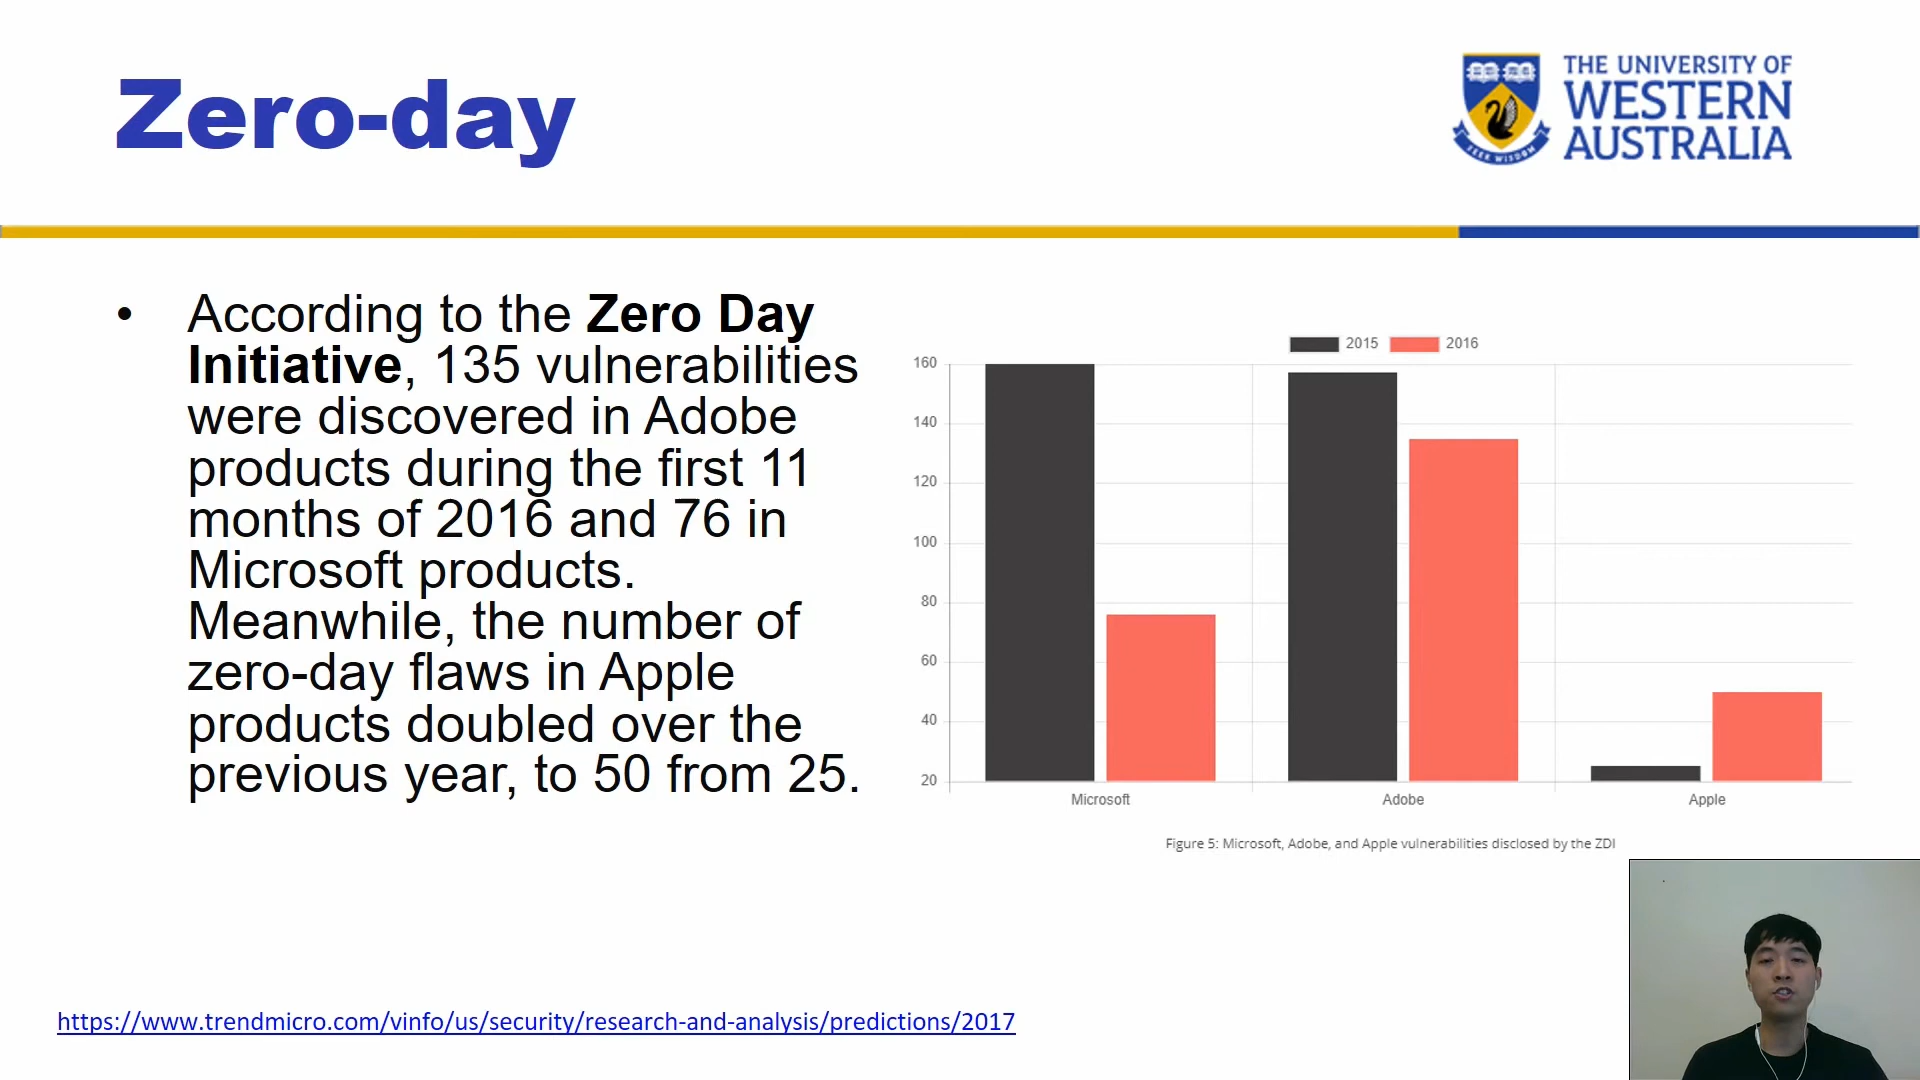 Zero-day
THE UNIVERSITY OF
WESTERN
AUSTRALIA
SEEK WISDOM
• According to the Zero Day
Initiative, 135 vulnerabilities
were discovered in Adobe
products during the first 11
months of 2016 and 76 in
Microsoft products.
Meanwhile, the number of
zero-day flaws in Apple
products doubled over the
previous year, to 50 from 25.
2015 2016
160
140
120
100
80
60
40
20
Microsoft Adobe Apple
Figure 5: Microsoft, Adobe, and Apple vulnerabilities disclosed by the ZDI
https://www.trendmicro.com/vinfo/us/security/research-and-analysis/predictions/2017